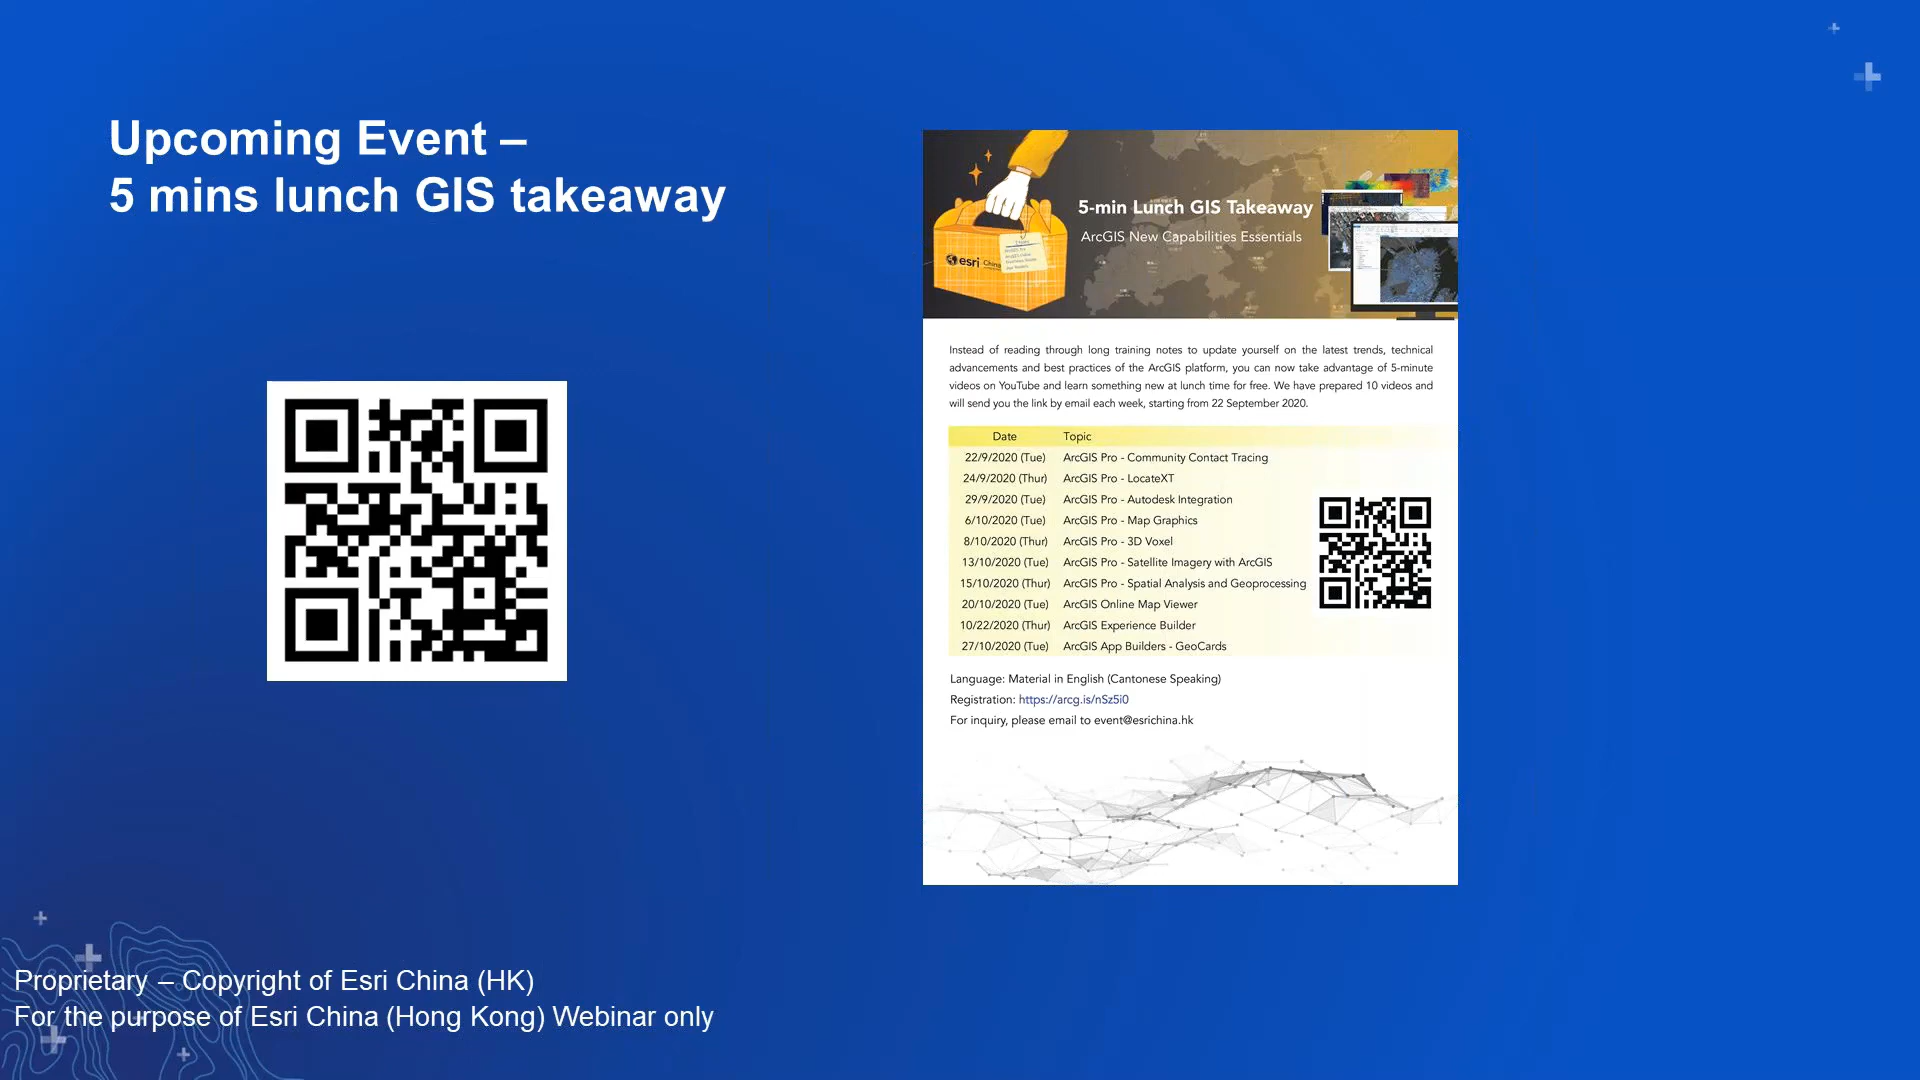 Upcoming Event –
5 mins lunch GIS takeaway
5-min Lunch GIS Takeaway
ArcGIS New Capabilities Essentials
esri China
Instead of reading through long training notes to update yourself on the latest trends, technical
advancements and best practices of the ArcGIS platform, you can now take advantage of 5-minute
videos on YouTube and learn something new at lunch time for free. We have prepared 10 videos and
will send you the link by email each week, starting from 22 September 2020.
Date Topic
22/9/2020 (Tue) ArcGIS Pro - Community Contact Tracing
24/9/2020 (Thur) ArcGIS Pro - LocateXT
29/9/2020 (Tue) ArcGIS Pro - Autodesk Integration
6/10/2020 (Tue) ArcGIS Pro - Map Graphics
8/10/2020 (Thur) ArcGIS Pro - 3D Voxel
13/10/2020 (Tue) ArcGIS Pro - Satellite Imagery with ArcGIS
15/10/2020 (Thur) ArcGIS Pro - Spatial Analysis and Geoprocessing
20/10/2020 (Tue) ArcGIS Online Map Viewer
10/22/2020 (Thur) ArcGIS Experience Builder
27/10/2020 (Tue) ArcGIS App Builders - GeoCards
Language: Material in English (Cantonese Speaking)
Registration: https://arcg.is/nSz5i0
For inquiry, please email to event@esrichina.hk
Proprietary – Copyright of Esri China (HK)
For the purpose of Esri China (Hong Kong) Webinar only